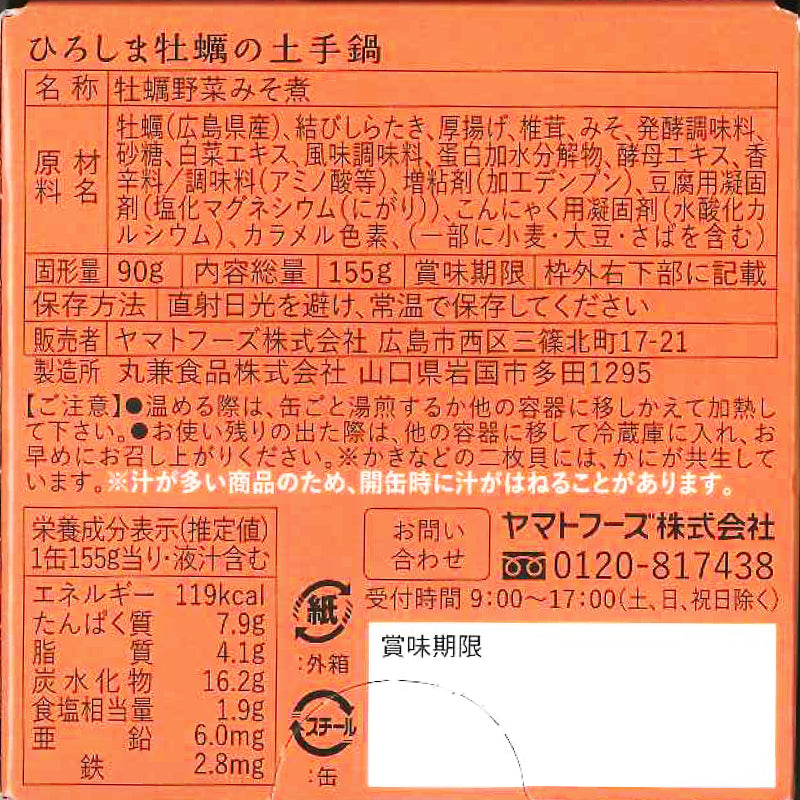 ひろしま牡蠣の土手鍋
名称 牡蠣野菜みそ煮
原材料名
牡蠣(広島県産)、結びしらたき、厚揚げ、椎茸、みそ、発酵調味料、
砂糖、白菜エキス、風味調味料、蛋白加水分解物、酵母エキス、香
辛料/調味料(アミノ酸等)、増粘剤(加工デンプン)、豆腐用凝固
剤(塩化マグネシウム(にがり))、こんにゃく用凝固剤(水酸化カ
ルシウム)、カラメル色素、(一部に小麦・大豆・さばを含む)
固形量 90g 内容総量 155g 賞味期限 枠外右下部に記載
保存方法 直射日光を避け、常温で保存してください
販売者 ヤマトフーズ株式会社 広島市西区三篠北町17-21
製造所 丸兼食品株式会社 山口県岩国市多田1295
【ご注意】●温める際は、缶ごと湯煎するか他の容器に移しかえて加熱し
て下さい。●お使い残りの出た際は、他の容器に移して冷蔵庫に入れ、お
早めにお召し上がりください。※かきなどの二枚貝には、かにが共生して
います。※汁が多い商品のため、開缶時に汁がはねることがあります。
栄養成分表示(推定値)
1缶155g当り・液汁含む
エネルギー 119kcal
たんぱく質 7.9g
脂質 4.1g
炭水化物 16.2g
食塩相当量 1.9g
亜鉛 6.0mg
鉄 2.8mg
紙
:外箱
スチール
:缶
お問い
合わせ
ヤマトフーズ株式会社
0120-817438
受付時間 9:00〜17:00(土、日、祝日除く)
賞味期限